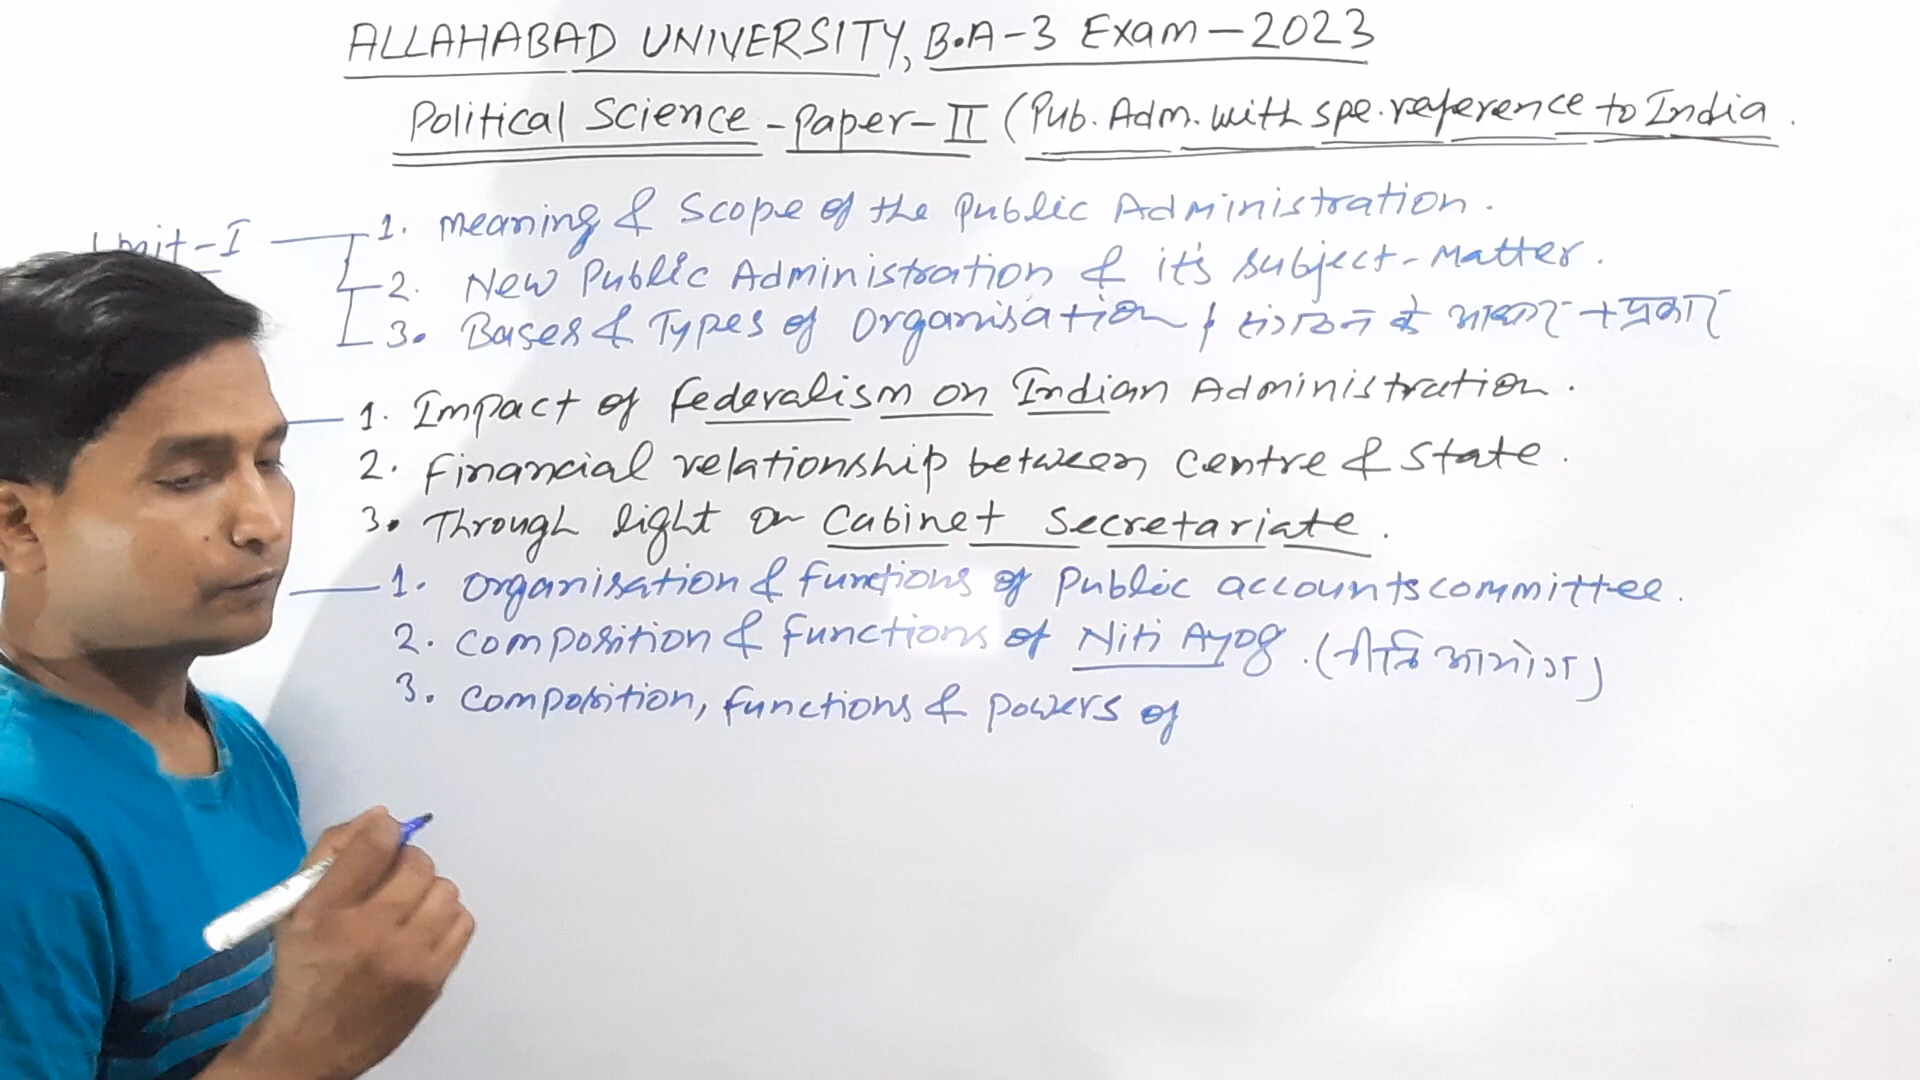 ALLAHABAD UNIVERSITY, B.A-3 Exam-2023
Political Science - Paper-II (Pub. Adm. with spe. reference to India.
Unit-I
1. Meaning & Scope of the Public Administration.
2. New Public Administration & it's subject-Matter.
3. Bases & Types of Organisation / संगठन के आकार + प्रकार
1. Impact of federalism on Indian Administration.
2. Financial relationship between Centre & State.
3. Through light on Cabinet Secretariate.
1. Organisation & functions of Public accounts committee.
2. Composition & functions of Niti Ayog. (नीति आयोग)
3. Composition, functions & powers of